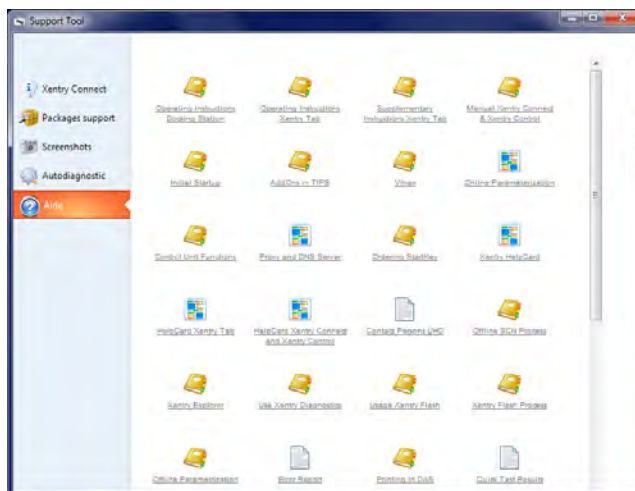 Support Tool
Xentry Connect
Packages support
Screenshots
Autodiagnostic
Aide
Operating Instructions
Docking Station
Operating Instructions
Xentry Tab
Supplementary
Instructions Xentry Tab
Manual Xentry Connect
& Xentry Control
Initial Startup
AddOns in TIPS
Online Parameterization
Control Unit Functions
Proxy and DNS Server
Ordering StartKey
Xentry HelpCard
HelpCard Xentry Tab
HelpCard Xentry Connect
and Xentry Control
Contact Persons UHD
Offline SCN Process
Xentry Explorer
Use Xentry Diagnostics
Usage Xentry Flash
Xentry Flash Process
Offline Parametrization
Error Report
Printing in DAS
Quick Test Results